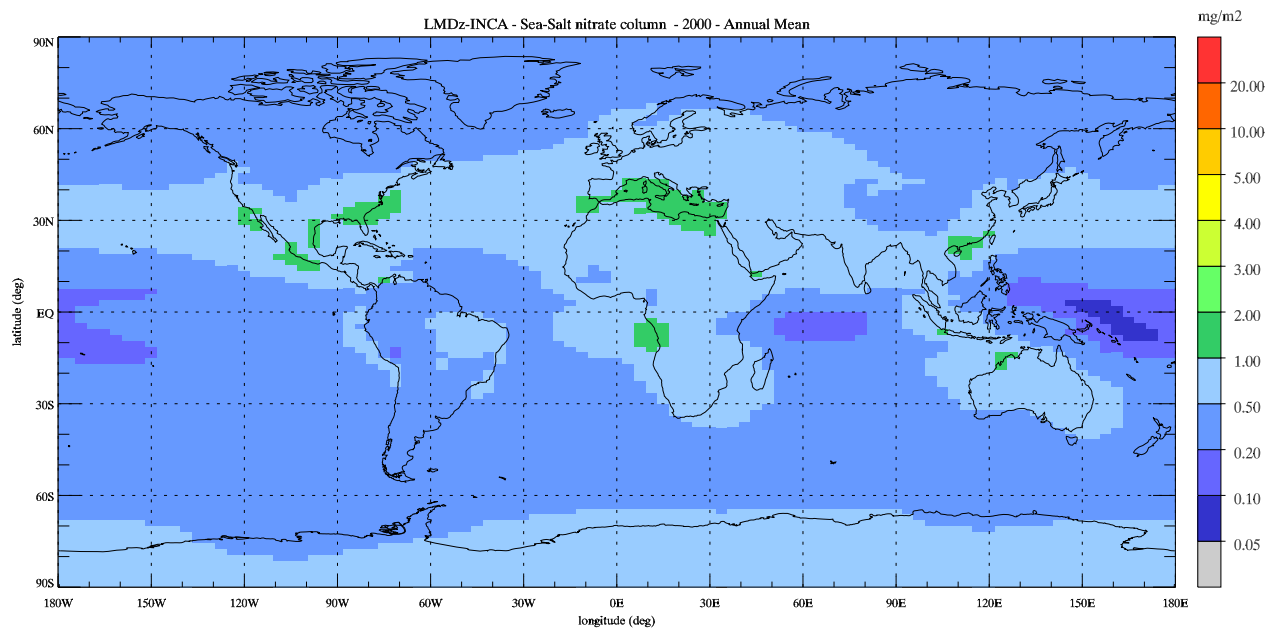 LMDz-INCA - Sea-Salt nitrate column - 2000 - Annual Mean
mg/m2
90N
60N
30N
EQ
30S
60S
90S
latitude (deg)
180W 150W 120W 90W 60W 30W 0E 30E 60E 90E 120E 150E 180E
longitude (deg)
20.00
10.00
5.00
4.00
3.00
2.00
1.00
0.50
0.20
0.10
0.05